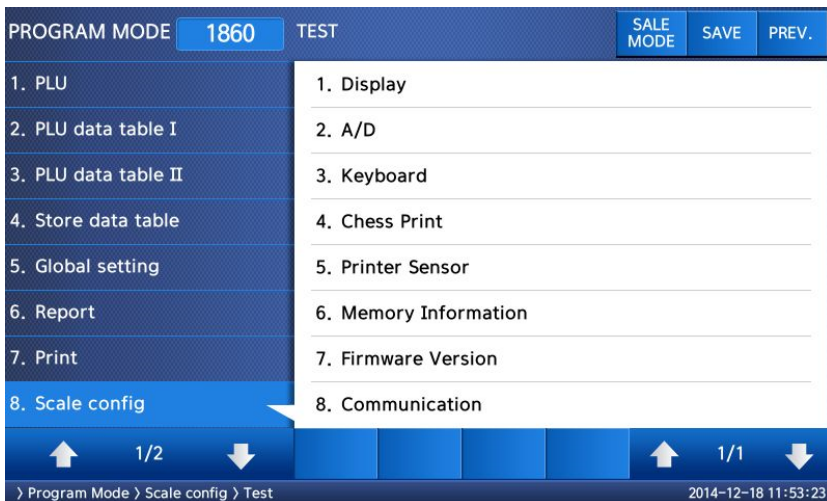 PROGRAM MODE 1860 TEST SALE MODE SAVE PREV.
1. PLU
2. PLU data table I
3. PLU data table II
4. Store data table
5. Global setting
6. Report
7. Print
8. Scale config
1. Display
2. A/D
3. Keyboard
4. Chess Print
5. Printer Sensor
6. Memory Information
7. Firmware Version
8. Communication
1/2
1/1
〉Program Mode〉Scale config〉Test
2014-12-18 11:53:23